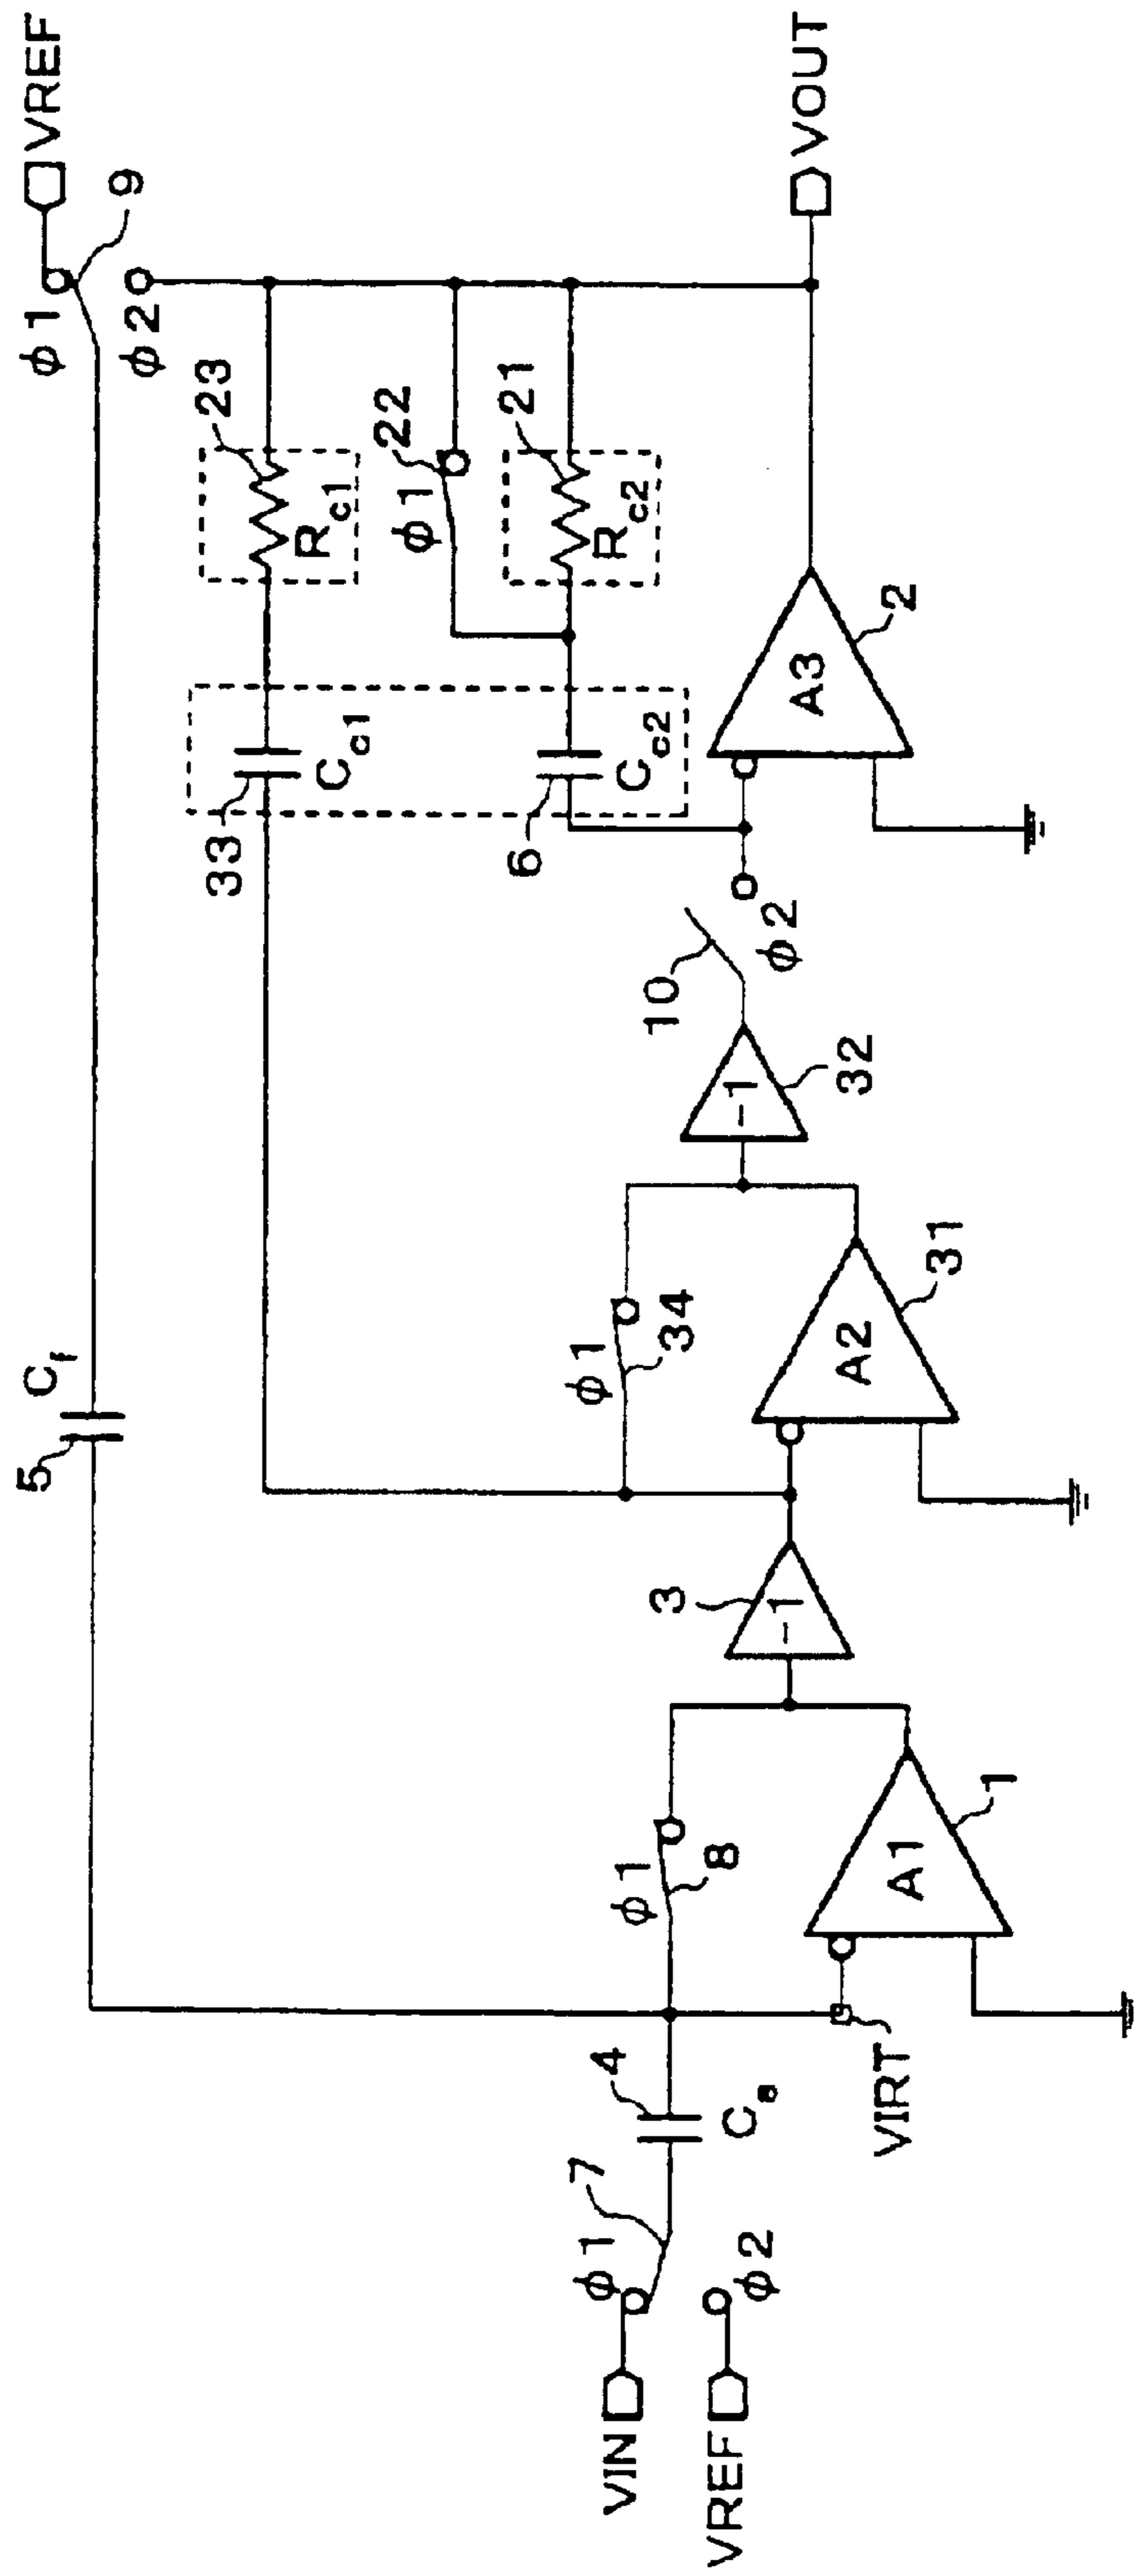 VREF
9
ϕ1
ϕ2
23
Rc1
22
ϕ1
21
Rc2
VOUT
Cc1
33
Cc2
6
A3
2
ϕ2
10
-1
32
Cf
5
ϕ1
34
A2
31
3
-1
ϕ1
8
A1
1
4
Cs
VIRT
7
ϕ1
ϕ2
VIN
VREF